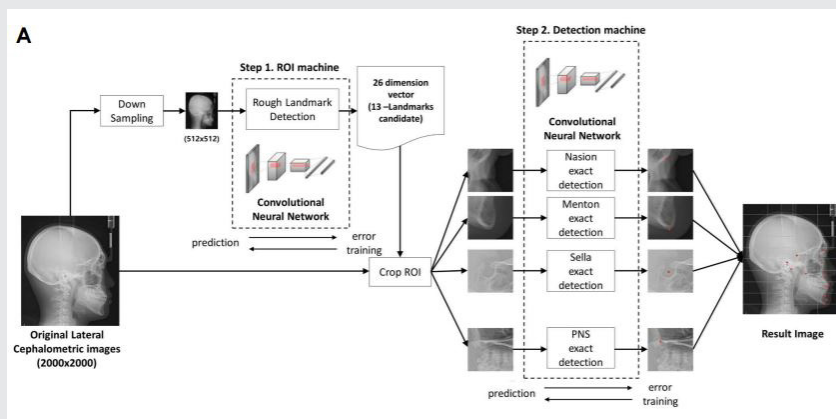 A
Step 1. ROI machine
Down
Sampling
(512x512)
Rough Landmark
Detection
Convolutional
Neural Network
prediction
error
training
26 dimension
vector
(13 –Landmarks
candidate)
Crop ROI
Original Lateral
Cephalometric images
(2000x2000)
Step 2. Detection machine
Convolutional
Neural Network
Nasion
exact
detection
Menton
exact
detection
Sella
exact
detection
PNS
exact
detection
prediction
error
training
Result Image